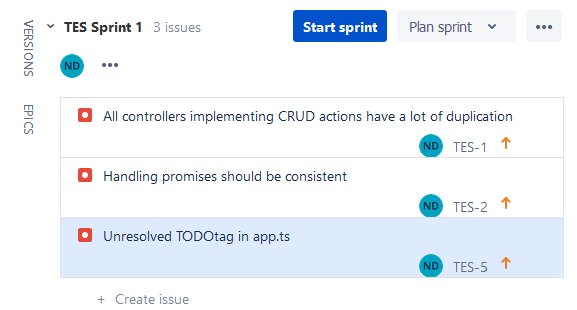 VERSIONS
EPICS
TES Sprint 1 3 issues
Start sprint
Plan sprint
ND
All controllers implementing CRUD actions have a lot of duplication
ND TES-1
Handling promises should be consistent
ND TES-2
Unresolved TODOtag in app.ts
ND TES-5
+ Create issue